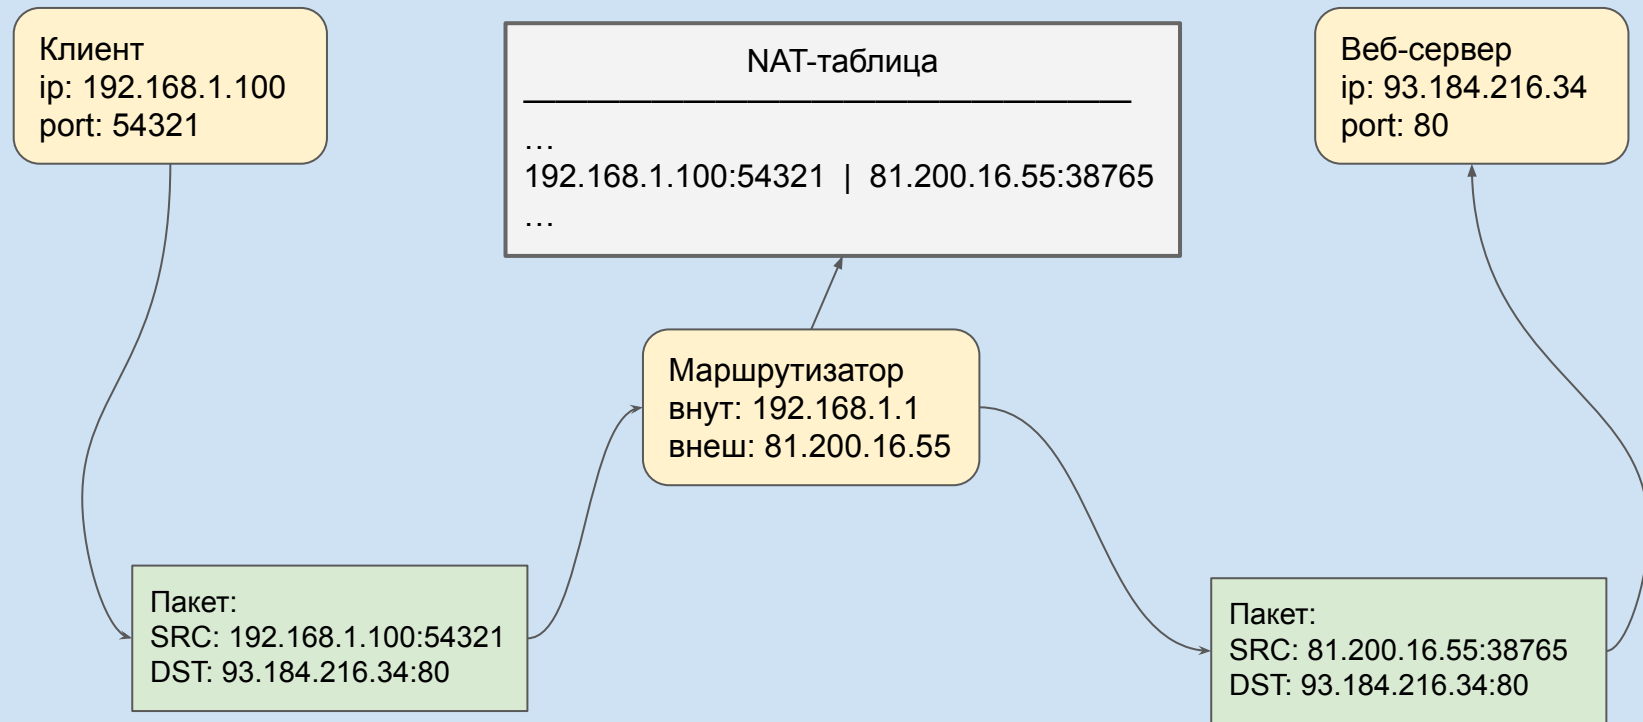 Клиент
ip: 192.168.1.100
port: 54321
NAT-таблица
…
192.168.1.100:54321 | 81.200.16.55:38765
…
Веб-сервер
ip: 93.184.216.34
port: 80
Маршрутизатор
внут: 192.168.1.1
внеш: 81.200.16.55
Пакет:
SRC: 192.168.1.100:54321
DST: 93.184.216.34:80
Пакет:
SRC: 81.200.16.55:38765
DST: 93.184.216.34:80